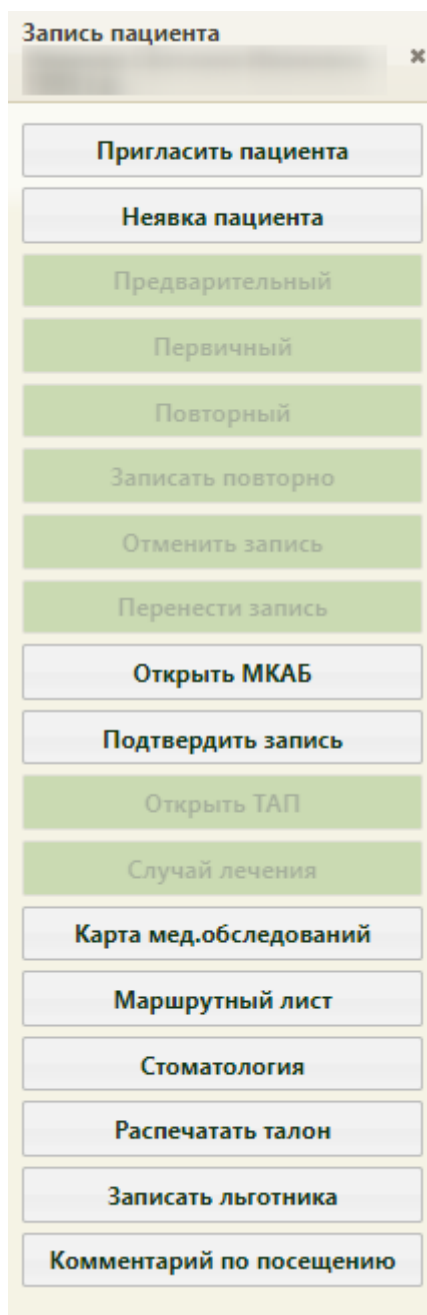 Запись пациента
Пригласить пациента
Неявка пациента
Предварительный
Первичный
Повторный
Записать повторно
Отменить запись
Перенести запись
Открыть МКАБ
Подтвердить запись
Открыть ТАП
Случай лечения
Карта мед.обследований
Маршрутный лист
Стоматология
Распечатать талон
Записать льготника
Комментарий по посещению